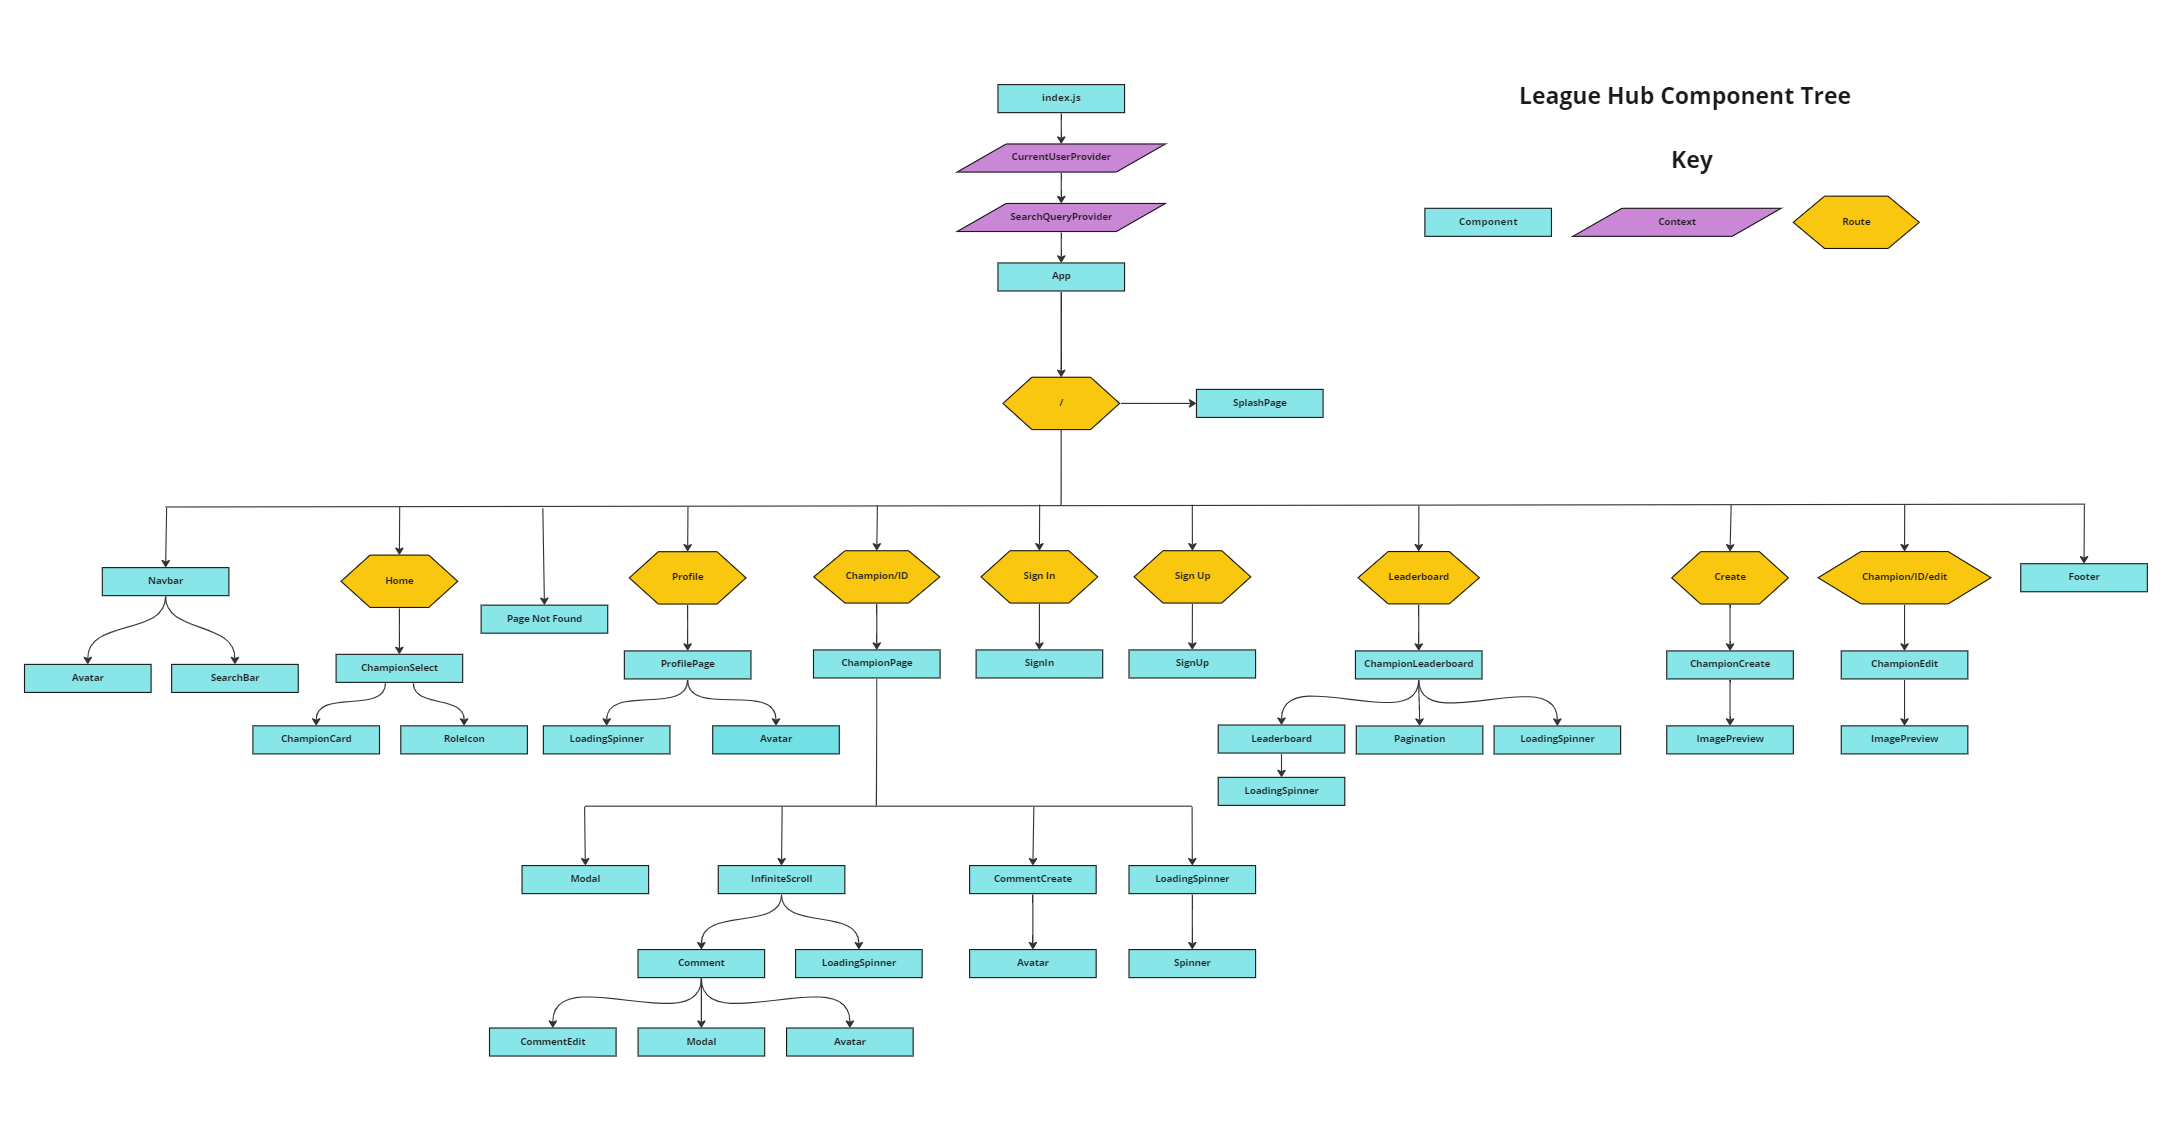 index.js
League Hub Component Tree
CurrentUserProvider
Key
SearchQueryProvider
Component
Context
Route
App
/
SplashPage
Navbar
Home
Page Not Found
Profile
Champion/ID
Sign In
Sign Up
Leaderboard
Create
Champion/ID/edit
Footer
Avatar
SearchBar
ChampionSelect
ProfilePage
ChampionPage
SignIn
SignUp
ChampionLeaderboard
ChampionCreate
ChampionEdit
ChampionCard
RoleIcon
LoadingSpinner
Avatar
Leaderboard
Pagination
LoadingSpinner
ImagePreview
ImagePreview
LoadingSpinner
Modal
InfiniteScroll
CommentCreate
LoadingSpinner
Comment
LoadingSpinner
Avatar
Spinner
CommentEdit
Modal
Avatar